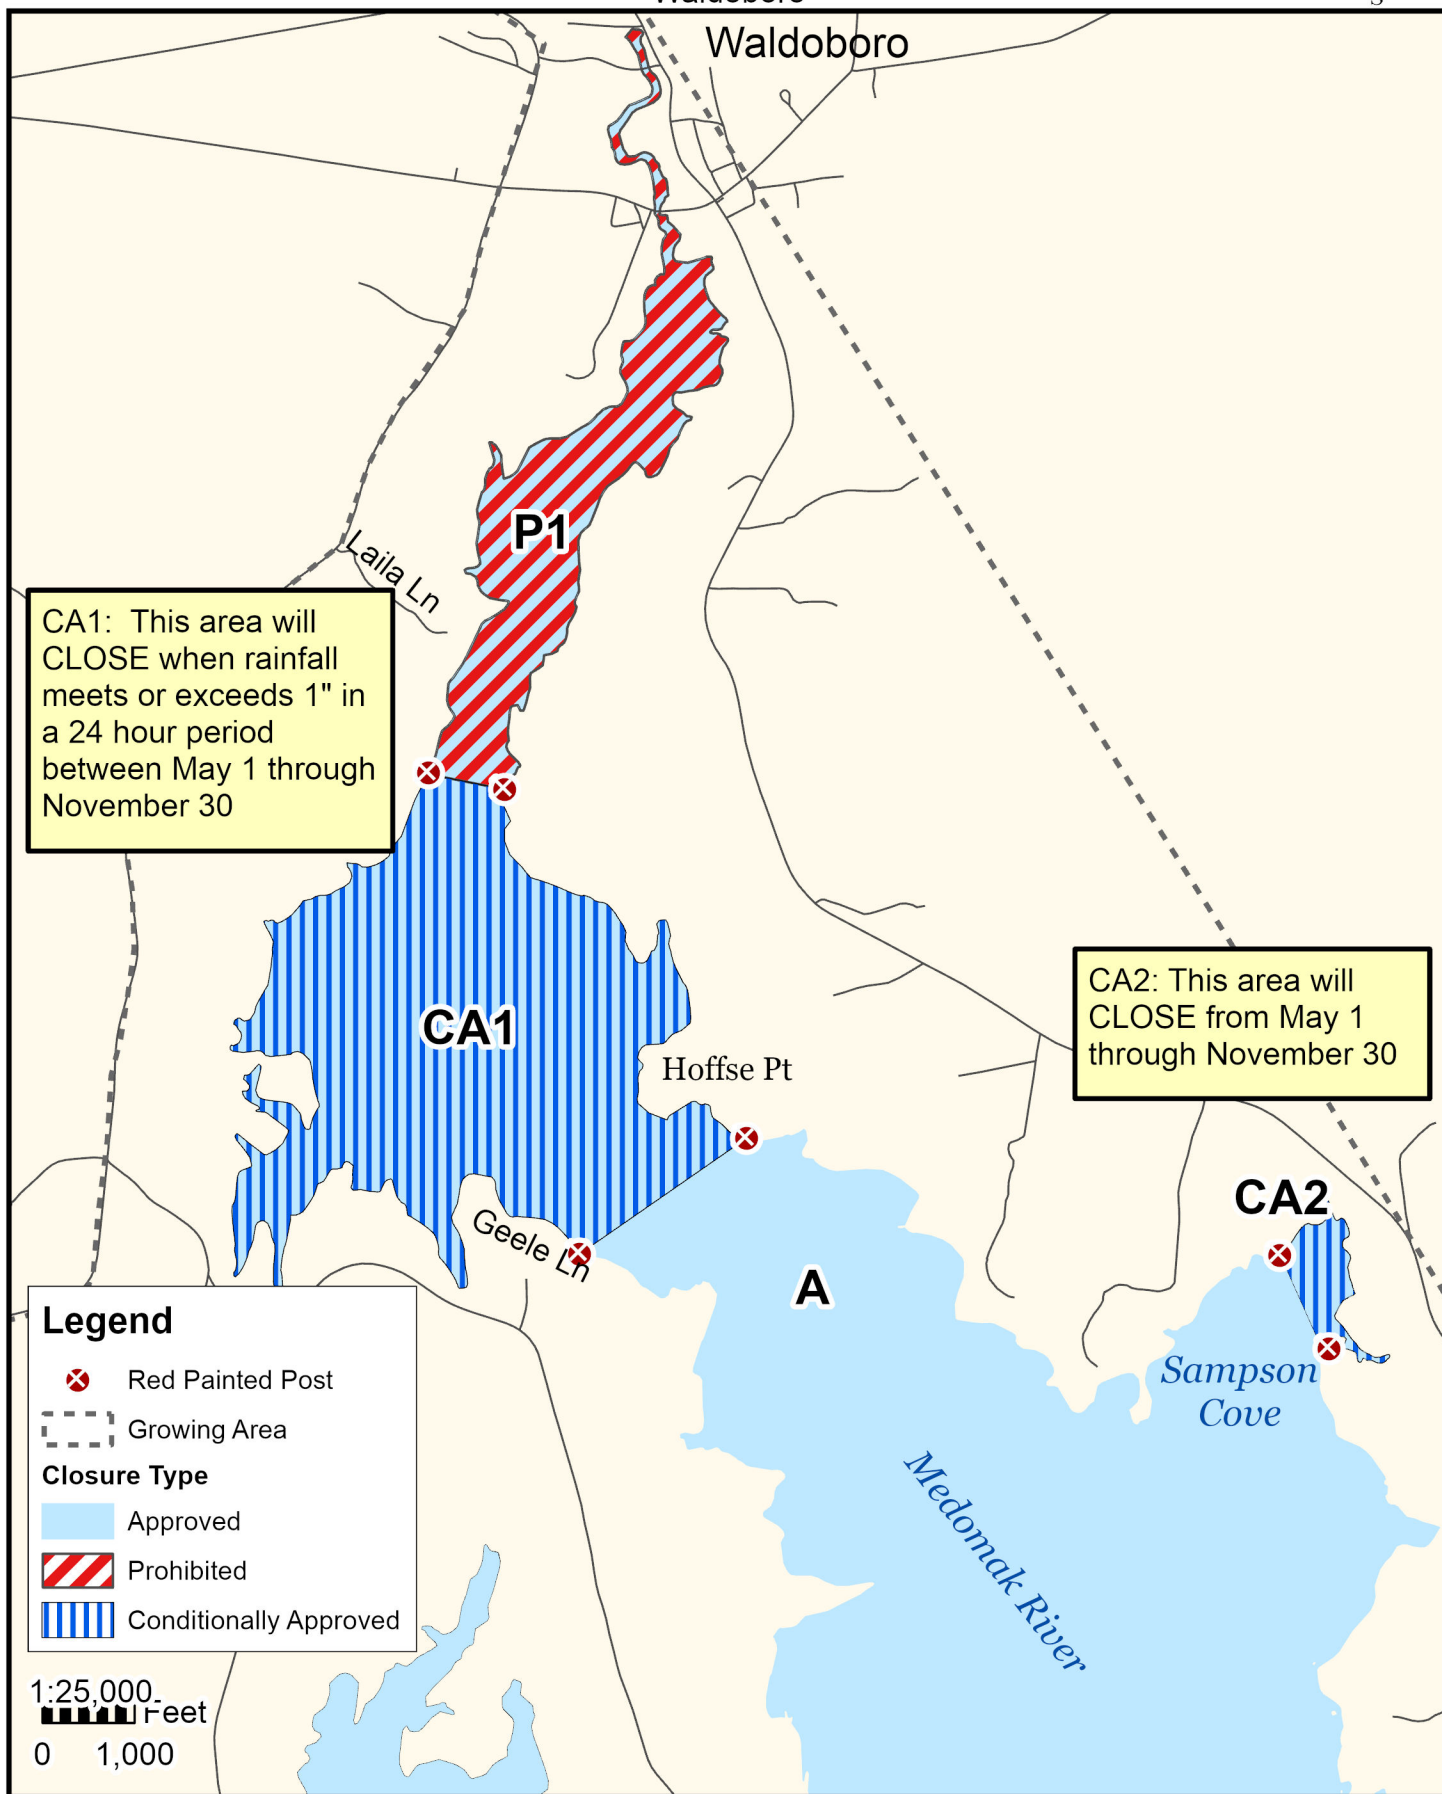 Waldoboro
Laila Ln
P1
CA1:  This area will
CLOSE when rainfall
meets or exceeds 1" in
a 24 hour period
between May 1 through
November 30
CA1
CA2: This area will
CLOSE from May 1
through November 30
Hoffse Pt
CA2
Geele Ln
A
Sampson
Cove
Medomak River
Legend
Red Painted Post
Growing Area
Closure Type
Approved
Prohibited
Conditionally Approved
1:25,000
Feet
0 1,000